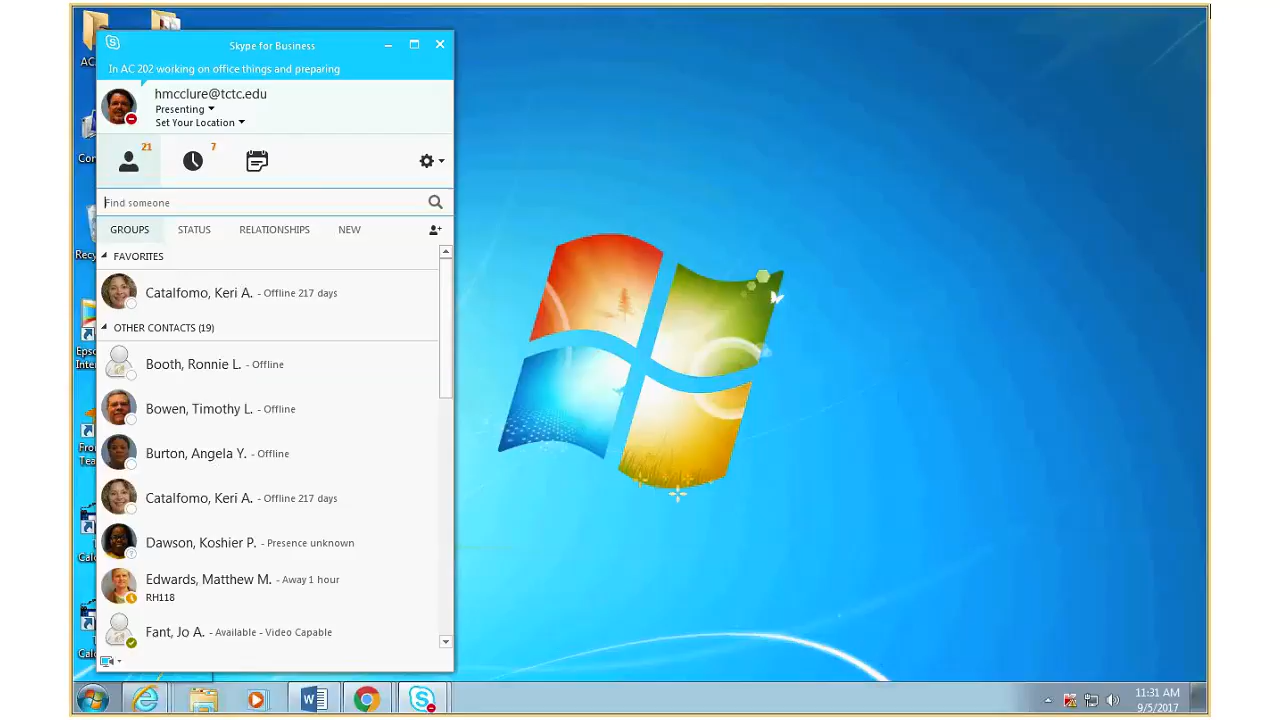 Skype for Business
In AC 202 working on office things and preparing
hmcclure@tctc.edu
Presenting
Set Your Location
21
7
Find someone
GROUPS STATUS RELATIONSHIPS NEW
FAVORITES
Catalfomo, Keri A. - Offline 217 days
OTHER CONTACTS (19)
Booth, Ronnie L. - Offline
Bowen, Timothy L. - Offline
Burton, Angela Y. - Offline
Catalfomo, Keri A. - Offline 217 days
Dawson, Koshier P. - Presence unknown
Edwards, Matthew M. - Away 1 hour
RH118
Fant, Jo A. - Available - Video Capable
11:31 AM
9/5/2017